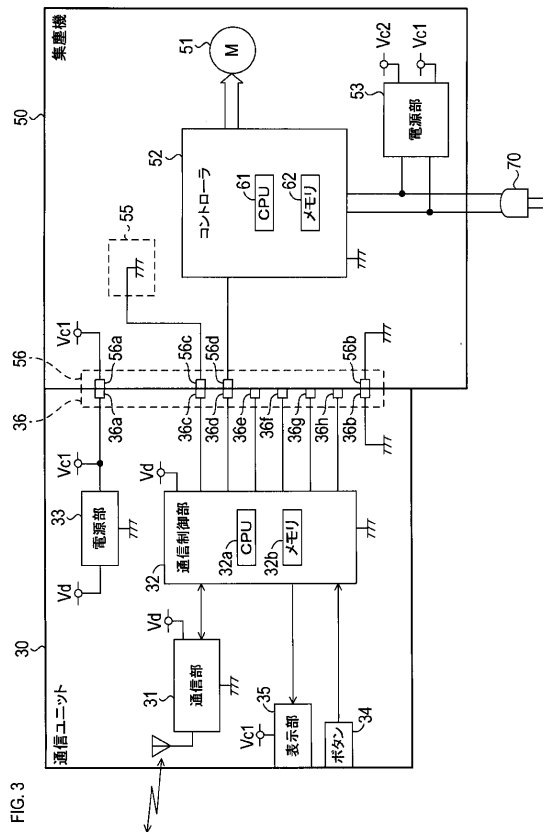 FIG. 3
30
通信ユニット
50
集塵機
Vd
33
電源部
Vc1
36
56
Vc1
36a
56a
36c
56c
36d
56d
36e
36f
36g
36h
36b
56b
55
31
通信部
Vd
32
通信制御部
Vd
32a
CPU
32b
メモリ
Vc1
35
表示部
34
ボタン
52
コントローラ
61
CPU
62
メモリ
51
M
53
電源部
Vc2
Vc1
70